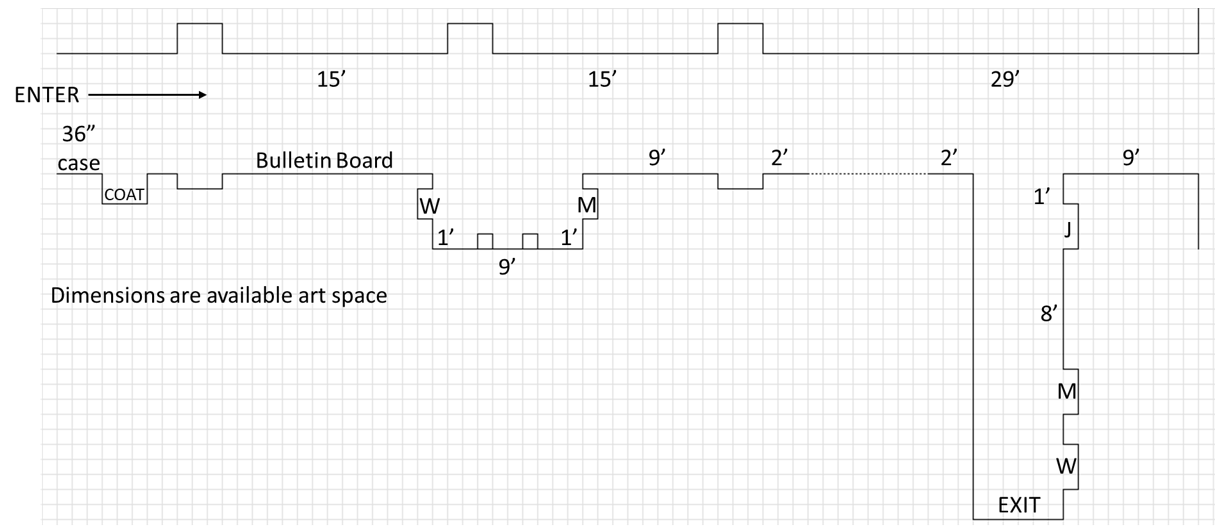 15’ 15’ 29’
ENTER
36”
case
Bulletin Board 9’ 2’ 2’ 9’
COAT
W M 1’
1’ 1’ J
9’
Dimensions are available art space
8’
M
W
EXIT